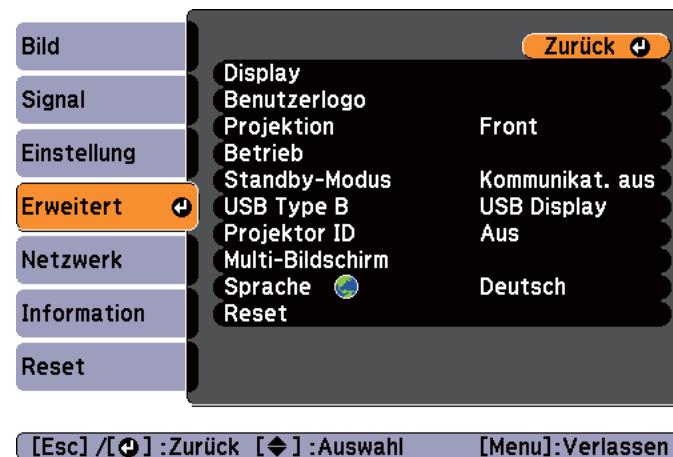 Bild
Signal
Einstellung
Erweitert
Netzwerk
Information
Reset
Zurück
Display
Benutzerlogo
Projektion Front
Betrieb
Standby-Modus Kommunikat. aus
USB Type B USB Display
Projektor ID Aus
Multi-Bildschirm
Sprache Deutsch
Reset
[Esc] /[ ] :Zurück [ ] :Auswahl [Menu]:Verlassen